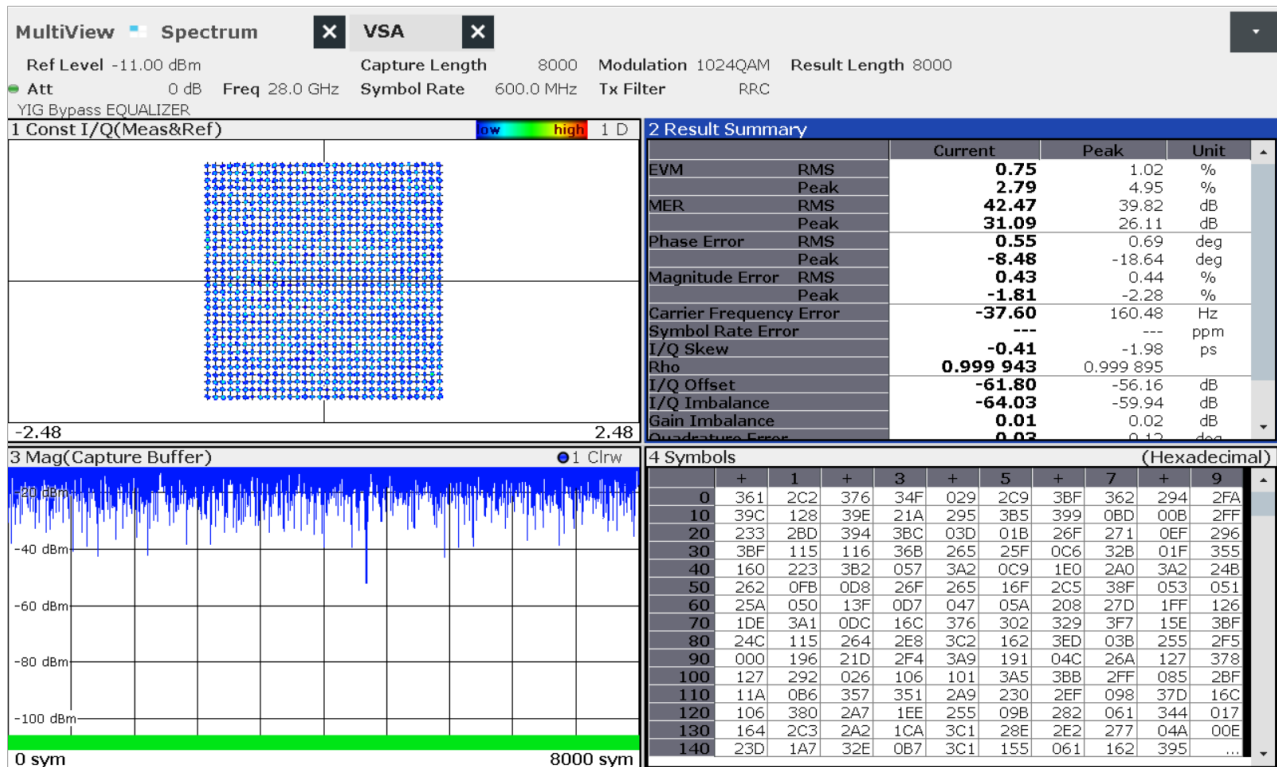 MultiView Spectrum VSA
Ref Level -11.00 dBm Capture Length 8000 Modulation 1024QAM Result Length 8000
Att 0 dB Freq 28.0 GHz Symbol Rate 600.0 MHz Tx Filter RRC
YIG Bypass EQUALIZER
1 Const I/Q(Meas&Ref) low high 1 D
-2.48 2.48
2 Result Summary
Current Peak Unit
EVM RMS 0.75 1.02 %
Peak 2.79 4.95 %
MER RMS 42.47 39.82 dB
Peak 31.09 26.11 dB
Phase Error RMS 0.55 0.69 deg
Peak -8.48 -18.64 deg
Magnitude Error RMS 0.43 0.44 %
Peak -1.81 -2.28 %
Carrier Frequency Error -37.60 160.48 Hz
Symbol Rate Error --- --- ppm
I/Q Skew -0.41 -1.98 ps
Rho 0.999 943 0.999 895
I/Q Offset -61.80 -56.16 dB
I/Q Imbalance -64.03 -59.94 dB
Gain Imbalance 0.01 0.02 dB
Quadrature Error 0.03 0.12 deg
3 Mag(Capture Buffer) 1 Clrw
-20 dBm
-40 dBm
-60 dBm
-80 dBm
-100 dBm
0 sym 8000 sym
4 Symbols (Hexadecimal)
+ 1 + 3 + 5 + 7 + 9
0 361 2C2 376 34F 029 2C9 3BF 362 294 2FA
10 39C 128 39E 21A 295 3B5 399 0BD 00B 2FF
20 233 2BD 394 3BC 03D 01B 26F 271 0EF 296
30 3BF 115 116 36B 265 25F 0C6 32B 01F 355
40 160 223 3B2 057 3A2 0C9 1E0 2A0 3A2 24B
50 262 0FB 0D8 26F 265 16F 2C5 38F 053 051
60 25A 050 13F 0D7 047 05A 208 27D 1FF 126
70 1DE 3A1 0DC 16C 376 302 329 3F7 15E 3BF
80 24C 115 264 2E8 3C2 162 3ED 03B 255 2F5
90 000 196 21D 2F4 3A9 191 04C 26A 127 378
100 127 292 026 106 101 3A5 3BB 2FF 085 2BF
110 11A 0B6 357 351 2A9 230 2EF 098 37D 16C
120 106 380 2A7 1EE 255 09B 282 061 344 017
130 164 2C3 2A2 1CA 3C1 28E 2E2 277 04A 00E
140 23D 1A7 32E 0B7 3C1 155 061 162 395 ...